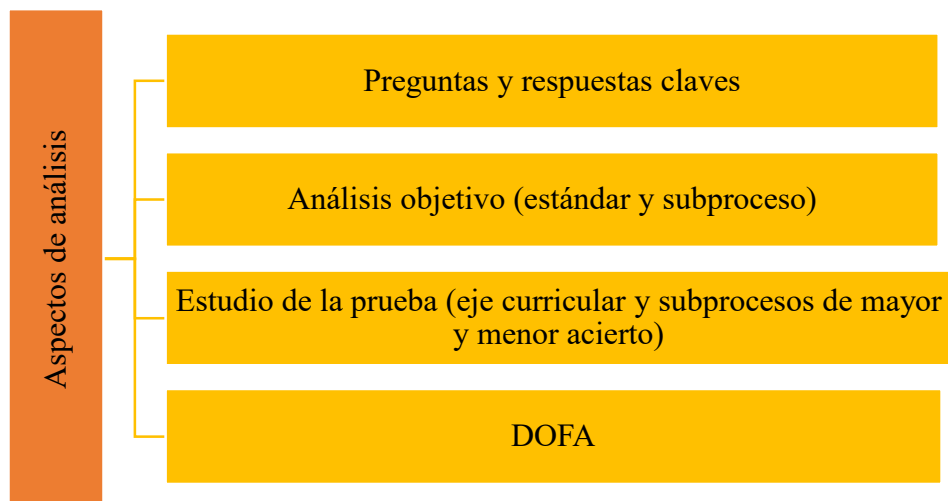 Aspectos de análisis
Preguntas y respuestas claves
Análisis objetivo (estándar y subproceso)
Estudio de la prueba (eje curricular y subprocesos de mayor
y menor acierto)
DOFA